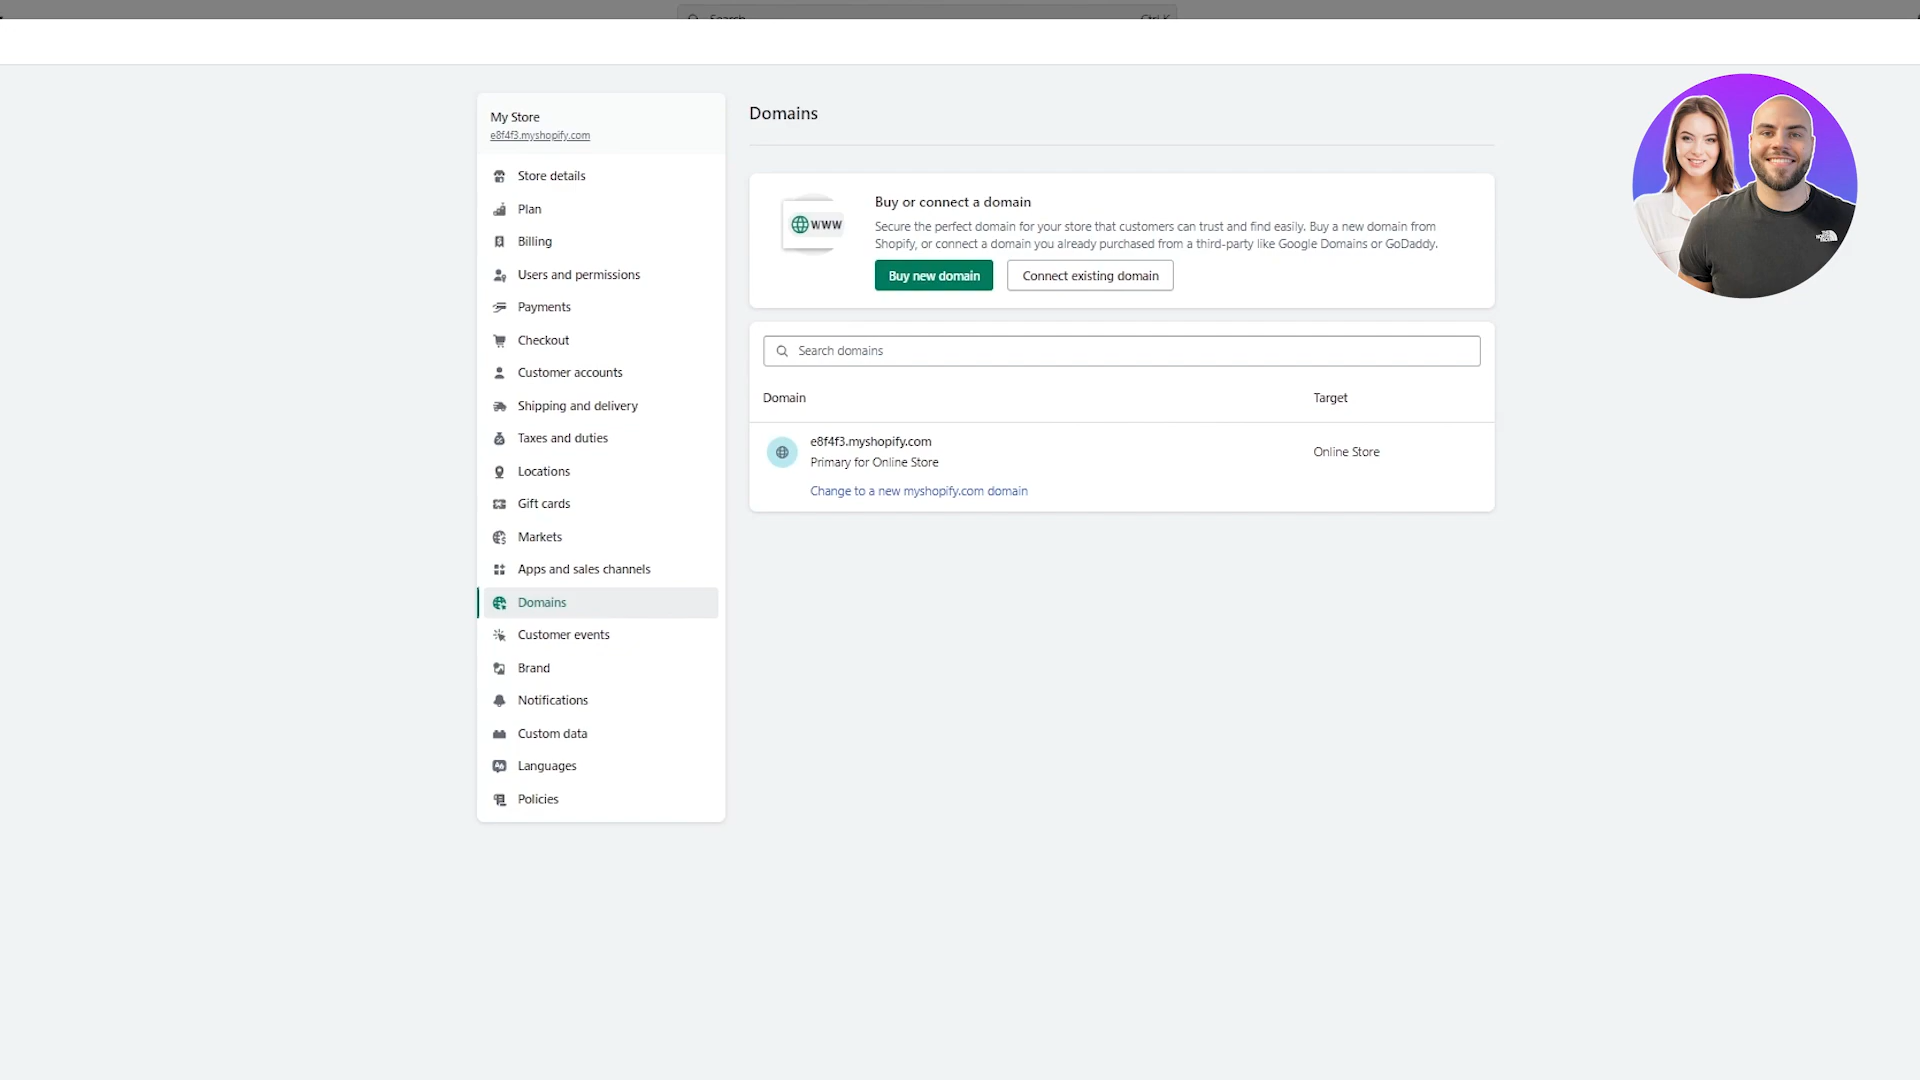 Search
Ctrl K
My Store
e8f4f3.myshopify.com
Store details
Plan
Billing
Users and permissions
Payments
Checkout
Customer accounts
Shipping and delivery
Taxes and duties
Locations
Gift cards
Markets
Apps and sales channels
Domains
Customer events
Brand
Notifications
Custom data
Languages
Policies
Domains
WWW
Buy or connect a domain
Secure the perfect domain for your store that customers can trust and find easily. Buy a new domain from
Shopify, or connect a domain you already purchased from a third-party like Google Domains or GoDaddy.
Buy new domain
Connect existing domain
Search domains
Domain
Target
e8f4f3.myshopify.com
Primary for Online Store
Online Store
Change to a new myshopify.com domain
THE
NORTH
FACE